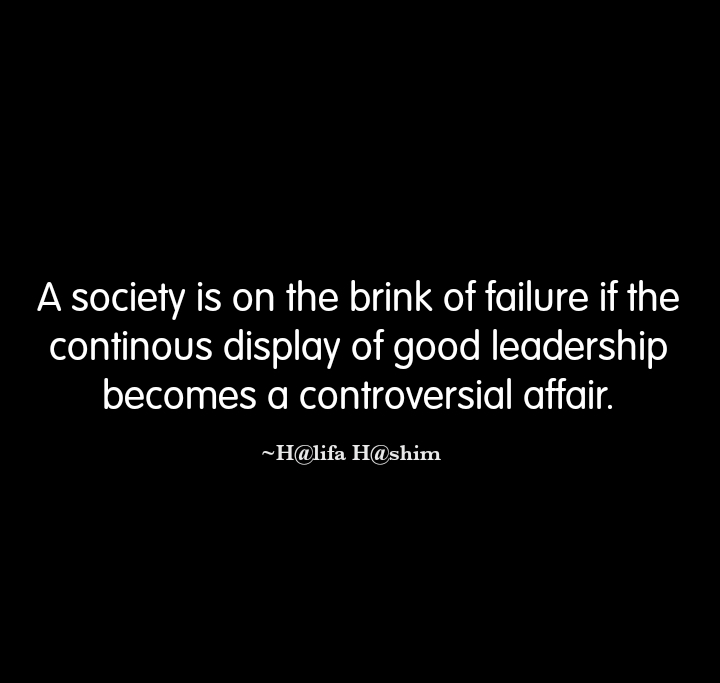 A society is on the brink of failure if the
continous display of good leadership
becomes a controversial affair.
~H@lifa H@shim